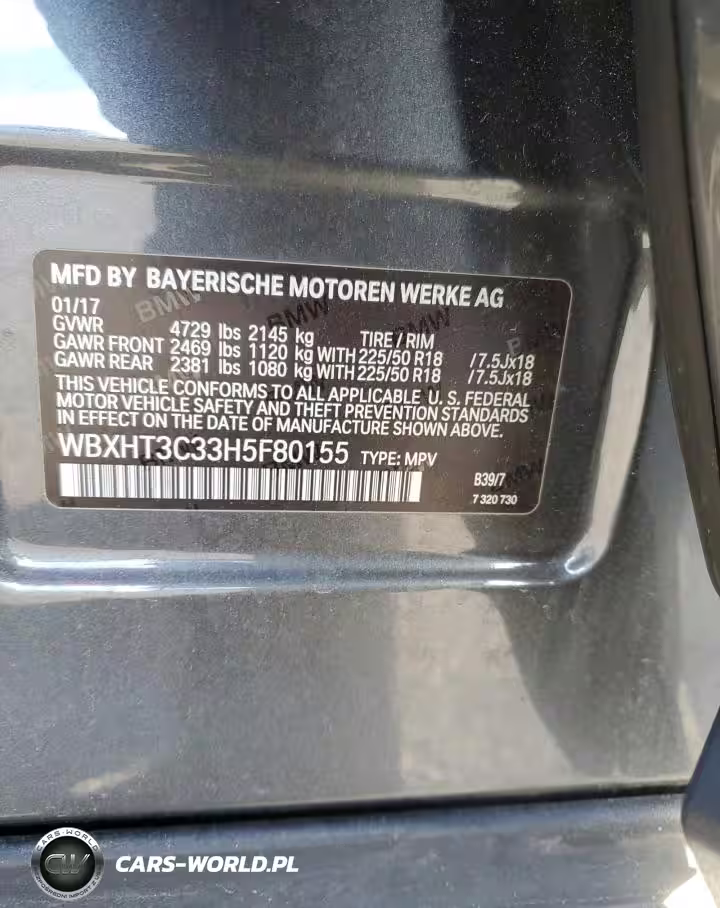 MFD BY BAYERISCHE MOTOREN WERKE AG
01/17
GVWR 4729 lbs 2145 kg TIRE / RIM
GAWR FRONT 2469 lbs 1120 kg WITH 225/50 R18 /7.5Jx18
GAWR REAR 2381 lbs 1080 kg WITH 225/50 R18 /7.5Jx18
THIS VEHICLE CONFORMS TO ALL APPLICABLE U. S. FEDERAL
MOTOR VEHICLE SAFETY AND THEFT PREVENTION STANDARDS
IN EFFECT ON THE DATE OF MANUFACTURE SHOWN ABOVE.
WBXHT3C33H5F80155 TYPE: MPV
B39/7
7 320 730
CARS-WORLD
CW
CARS-WORLD.PL